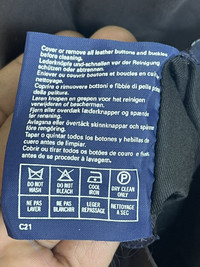 Cover or remove all leather buttons and buckles
before cleaning.
Lederknöpfe und-schnallen vor der Reinigung
schützen oder abtrennen.
Enlever ou couvrir boutons et boucles en cuir
nettoyage.
Coprire o rimuovere bottoni e fibbie di pelle
della pulitura.
Leren knopen en gespen voor het reinigen
verwijderen of beschermen.
Fjern eller overdæk læderknapper og spænder
før rensning.
Avlägsna eller övertäck skinnknappar och spännen
före rengöring.
Tapar o quitar todos los botones y hebillas de
cuero antes de limpiar.
Cobrir ou tirar todos os botões de couro e
antes de se proceder à lavagem.
DO NOT
WASH
DO NOT
BLEACH
COOL
IRON
P
DRY CLEAN
ONLY
NE PAS
LAVER
NE PAS
BLANCHIR
LEGER
REPASSAGE
NETTOYAGE
A SEC
C21